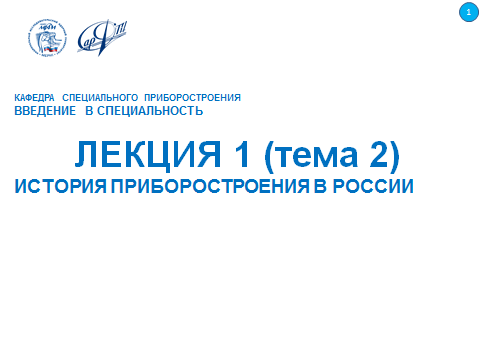 1
КАФЕДРА СПЕЦИАЛЬНОГО ПРИБОРОСТРОЕНИЯ
ВВЕДЕНИЕ В СПЕЦИАЛЬНОСТЬ
ЛЕКЦИЯ 1 (тема 2)
ИСТОРИЯ ПРИБОРОСТРОЕНИЯ В РОССИИ